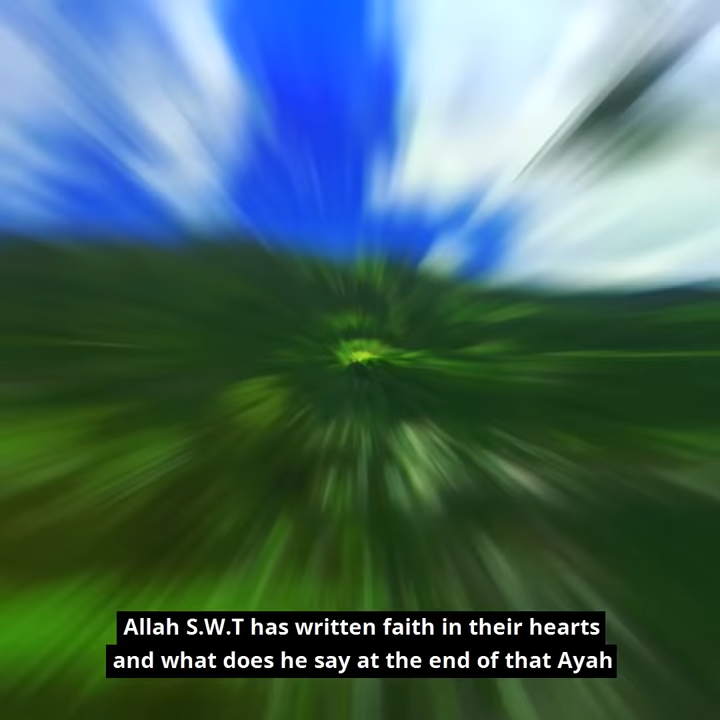 Allah S.W.T has written faith in their hearts
and what does he say at the end of that Ayah